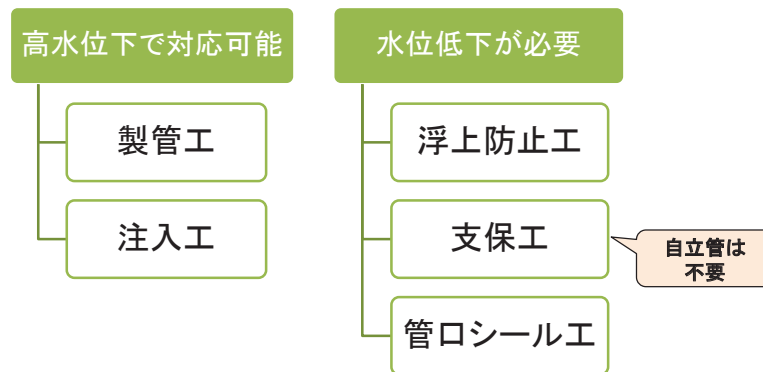 高水位下で対応可能
製管工
注入工
水位低下が必要
浮上防止工
支保工
自立管は
不要
管口シール工